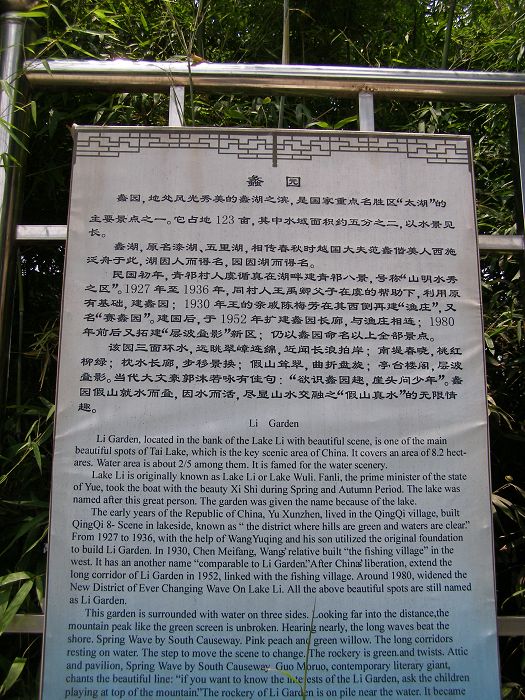 蠡 园
蠡园,地处风光秀美的蠡湖之滨,是国家重点名胜区“太湖”的
主要景点之一。它占地 123 亩,其中水域面积约五分之二,以水景见
长。
蠡湖,原名漆湖、五里湖,相传春秋时越国大夫范蠡偕美人西施
泛舟于此,湖因人而得名,园因湖而得名。
民国初年,青祁村人虞循真在湖畔建青祁八景,号称“山明水秀
之区”。1927 年至 1936 年,同村人王禹卿父子在虞的帮助下,利用原
有基础,建蠡园;1930 年王的亲戚陈梅芳在其西侧再建“渔庄”,又
名“赛蠡园”。建国后,于 1952 年扩建蠡园长廊,与渔庄相连;1980
年前后又拓建“层波叠影”新区;仍以蠡园命名以上全部景点。
该园三面环水,远眺翠嶂连绵,近闻长浪拍岸;南堤春晓,桃红
柳绿;枕水长廊,步移景换;假山耸翠,曲折盘旋;亭台楼阁,层波
叠影。当代大文豪郭沫若咏有佳句:“欲识蠡园趣,崖头问少年”。蠡
园假山就水而叠,因水而活,尽显山水交融之“假山真水”的无限情
趣。
Li Garden
Li Garden, located in the bank of the Lake Li with beautiful scene, is one of the main
beautiful spots of Tai Lake, which is the key scenic area of China. It covers an area of 8.2 hect-
ares. Water area is about 2/5 among them. It is famed for the water scenery.
Lake Li is originally known as Lake Li or Lake Wuli. Fanli, the prime minister of the state
of Yue, took the boat with the beauty Xi Shi during Spring and Autumn Period. The lake was
named after this great person. The garden was given the name because of the lake.
The early years of the Republic of China, Yu Xunzhen, lived in the QingQi village, built
QingQi 8- Scene in lakeside, known as “ the district where hills are green and waters are clear.”
From 1927 to 1936, with the help of WangYuqing and his son utilized the original foundation
to build Li Garden. In 1930, Chen Meifang, Wang’s relative built “the fishing village” in the
west. It has an another name “comparable to Li Garden.” After China’s liberation, extend the
long corridor of Li Garden in 1952, linked with the fishing village. Around 1980, widened the
New District of Ever Changing Wave On Lake Li. All the above beautiful spots are still named
as Li Garden.
This garden is surrounded with water on three sides. Looking far into the distance,the
mountain peak like the green screen is unbroken. Hearing nearly, the long waves beat the
shore. Spring Wave by South Causeway. Pink peach and green willow. The long corridors
resting on water. The step to move the scene to change. The rockery is green.and twists. Attic
and pavilion, Spring Wave by South Causeway. Guo Moruo, contemporary literary giant,
chants the beautiful line: “if you want to know the interests of the Li Garden, ask the children
playing at top of the mountain.” The rockery of Li Garden is on pile near the water. It became